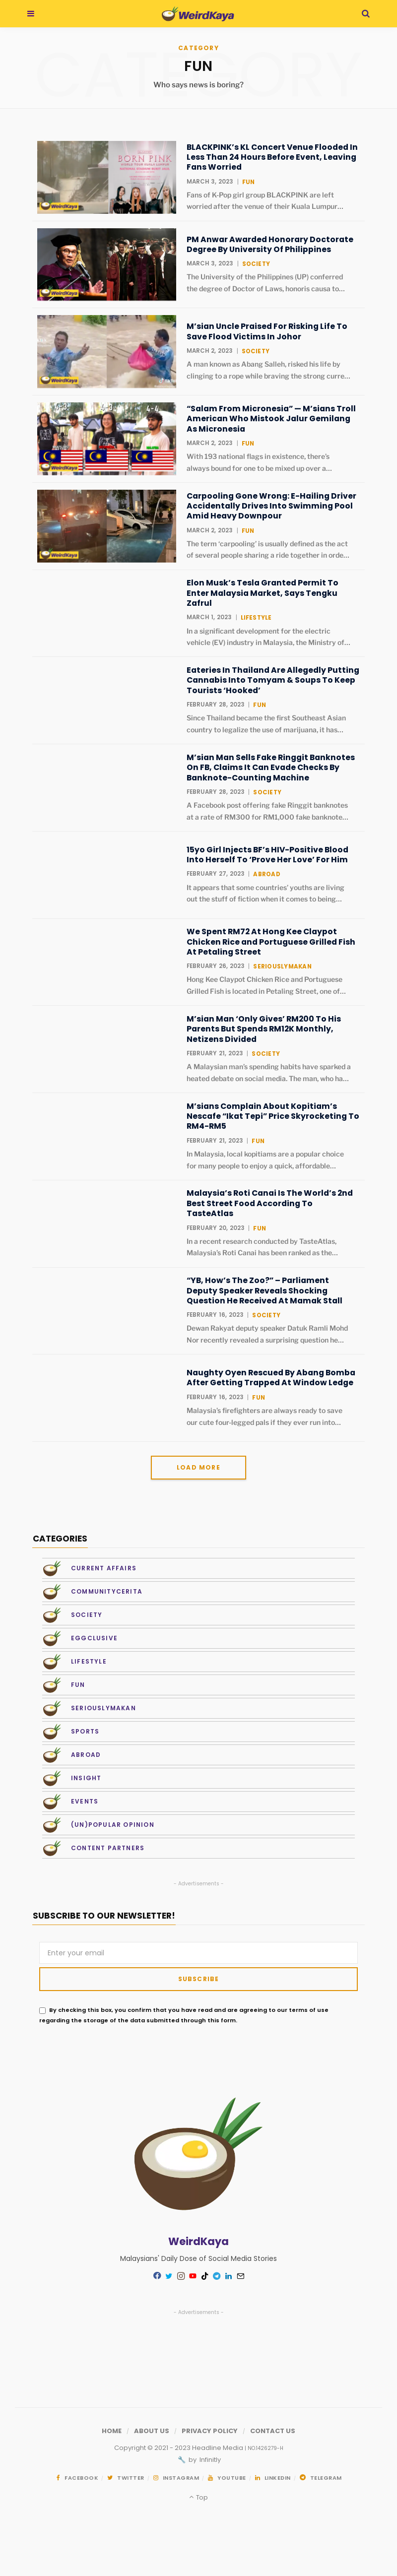 WeirdKaya
CATEGORY
CATEGORY
FUN
Who says news is boring?
BORN PINK
WeirdKaya
BLACKPINK's KL Concert Venue Flooded In
Less Than 24 Hours Before Event, Leaving
Fans Worried
MARCH 3, 2023 | FUN
Fans of K-Pop girl group BLACKPINK are left
worried after the venue of their Kuala Lumpur…
WeirdKaya
PM Anwar Awarded Honorary Doctorate
Degree By University Of Philippines
MARCH 3, 2023 | SOCIETY
The University of the Philippines (UP) conferred
the degree of Doctor of Laws, honoris causa to…
WeirdKaya
M'sian Uncle Praised For Risking Life To
Save Flood Victims In Johor
MARCH 2, 2023 | SOCIETY
A man known as Abang Salleh, risked his life by
clinging to a rope while braving the strong curre…
WeirdKaya
“Salam From Micronesia” — M'sians Troll
American Who Mistook Jalur Gemilang
As Micronesia
MARCH 2, 2023 | FUN
With 193 national flags in existence, there's
always bound for one to be mixed up over a…
WeirdKaya
Carpooling Gone Wrong: E-Hailing Driver
Accidentally Drives Into Swimming Pool
Amid Heavy Downpour
MARCH 2, 2023 | FUN
The term 'carpooling' is usually defined as the act
of several people sharing a ride together in orde…
Elon Musk's Tesla Granted Permit To
Enter Malaysia Market, Says Tengku
Zafrul
MARCH 1, 2023 | LIFESTYLE
In a significant development for the electric
vehicle (EV) industry in Malaysia, the Ministry of…
Eateries In Thailand Are Allegedly Putting
Cannabis Into Tomyam & Soups To Keep
Tourists 'Hooked'
FEBRUARY 28, 2023 | FUN
Since Thailand became the first Southeast Asian
country to legalize the use of marijuana, it has…
M'sian Man Sells Fake Ringgit Banknotes
On FB, Claims It Can Evade Checks By
Banknote-Counting Machine
FEBRUARY 28, 2023 | SOCIETY
A Facebook post offering fake Ringgit banknotes
at a rate of RM300 for RM1,000 fake banknote…
15yo Girl Injects BF's HIV-Positive Blood
Into Herself To 'Prove Her Love' For Him
FEBRUARY 27, 2023 | ABROAD
It appears that some countries' youths are living
out the stuff of fiction when it comes to being…
We Spent RM72 At Hong Kee Claypot
Chicken Rice and Portuguese Grilled Fish
At Petaling Street
FEBRUARY 26, 2023 | SERIOUSLYMAKAN
Hong Kee Claypot Chicken Rice and Portuguese
Grilled Fish is located in Petaling Street, one of…
M'sian Man 'Only Gives' RM200 To His
Parents But Spends RM12K Monthly,
Netizens Divided
FEBRUARY 21, 2023 | SOCIETY
A Malaysian man's spending habits have sparked a
heated debate on social media. The man, who ha…
M'sians Complain About Kopitiam's
Nescafe “Ikat Tepi” Price Skyrocketing To
RM4-RM5
FEBRUARY 21, 2023 | FUN
In Malaysia, local kopitiams are a popular choice
for many people to enjoy a quick, affordable…
Malaysia's Roti Canai Is The World's 2nd
Best Street Food According To
TasteAtlas
FEBRUARY 20, 2023 | FUN
In a recent research conducted by TasteAtlas,
Malaysia's Roti Canai has been ranked as the…
“YB, How's The Zoo?” – Parliament
Deputy Speaker Reveals Shocking
Question He Received At Mamak Stall
FEBRUARY 16, 2023 | SOCIETY
Dewan Rakyat deputy speaker Datuk Ramli Mohd
Nor recently revealed a surprising question he…
Naughty Oyen Rescued By Abang Bomba
After Getting Trapped At Window Ledge
FEBRUARY 16, 2023 | FUN
Malaysia's firefighters are always ready to save
our cute four-legged pals if they ever run into…
LOAD MORE
CATEGORIES
CURRENT AFFAIRS
COMMUNITYCERITA
SOCIETY
EGGCLUSIVE
LIFESTYLE
FUN
SERIOUSLYMAKAN
SPORTS
ABROAD
INSIGHT
EVENTS
(UN)POPULAR OPINION
CONTENT PARTNERS
- Advertisements -
SUBSCRIBE TO OUR NEWSLETTER!
Enter your email
SUBSCRIBE
By checking this box, you confirm that you have read and are agreeing to our terms of use
regarding the storage of the data submitted through this form.
WeirdKaya
Malaysians' Daily Dose of Social Media Stories
- Advertisements -
HOME / ABOUT US / PRIVACY POLICY / CONTACT US
Copyright © 2021 - 2023 Headline Media | NO.1426279-H
by Infinitly
FACEBOOK / TWITTER / INSTAGRAM / YOUTUBE / LINKEDIN / TELEGRAM
Top